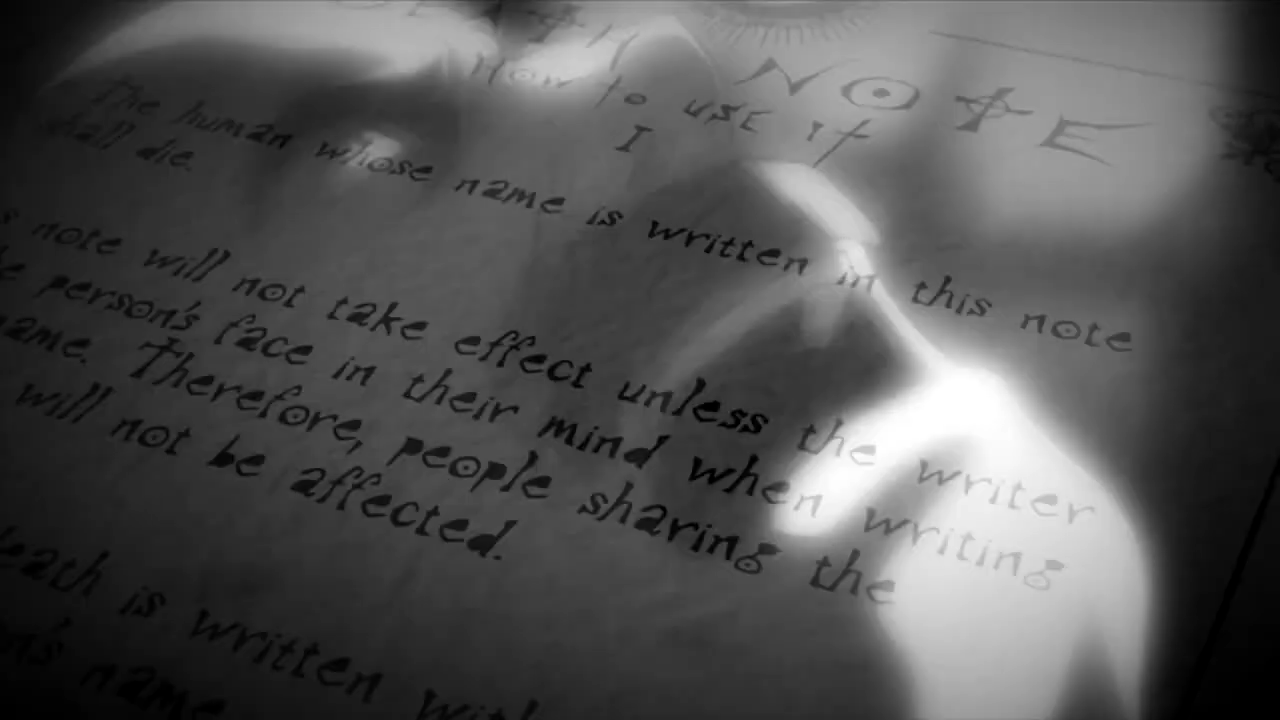 DEATH NOTE
How to use it
I
The human whose name is written in this note
shall die.
note will not take effect unless the writer
person's face in their mind when writing
name. Therefore, people sharing the
will not be affected.
death is written with
name